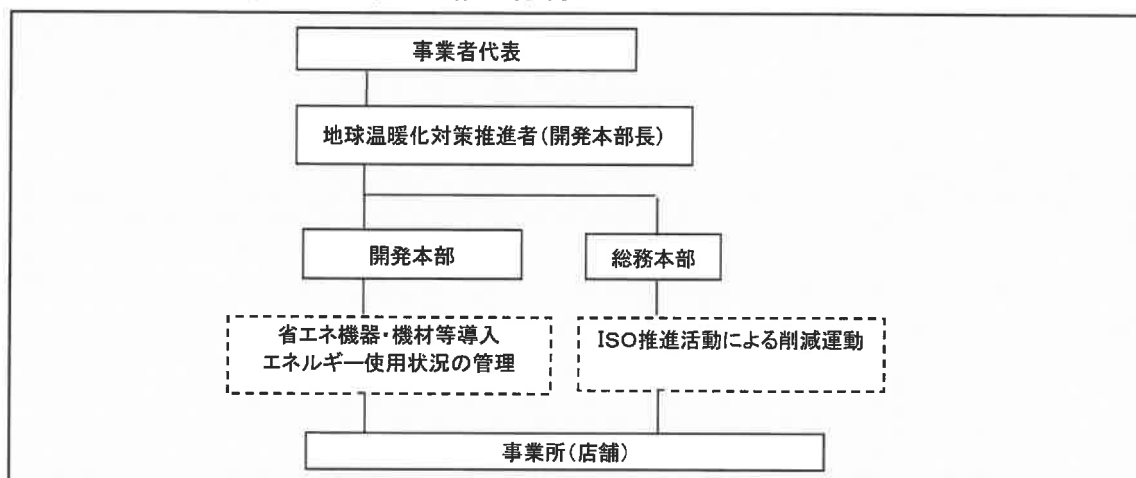 事業者代表
地球温暖化対策推進者(開発本部長)
開発本部
総務本部
省エネ機器・機材等導入
エネルギー使用状況の管理
ISO推進活動による削減運動
事業所(店舗)